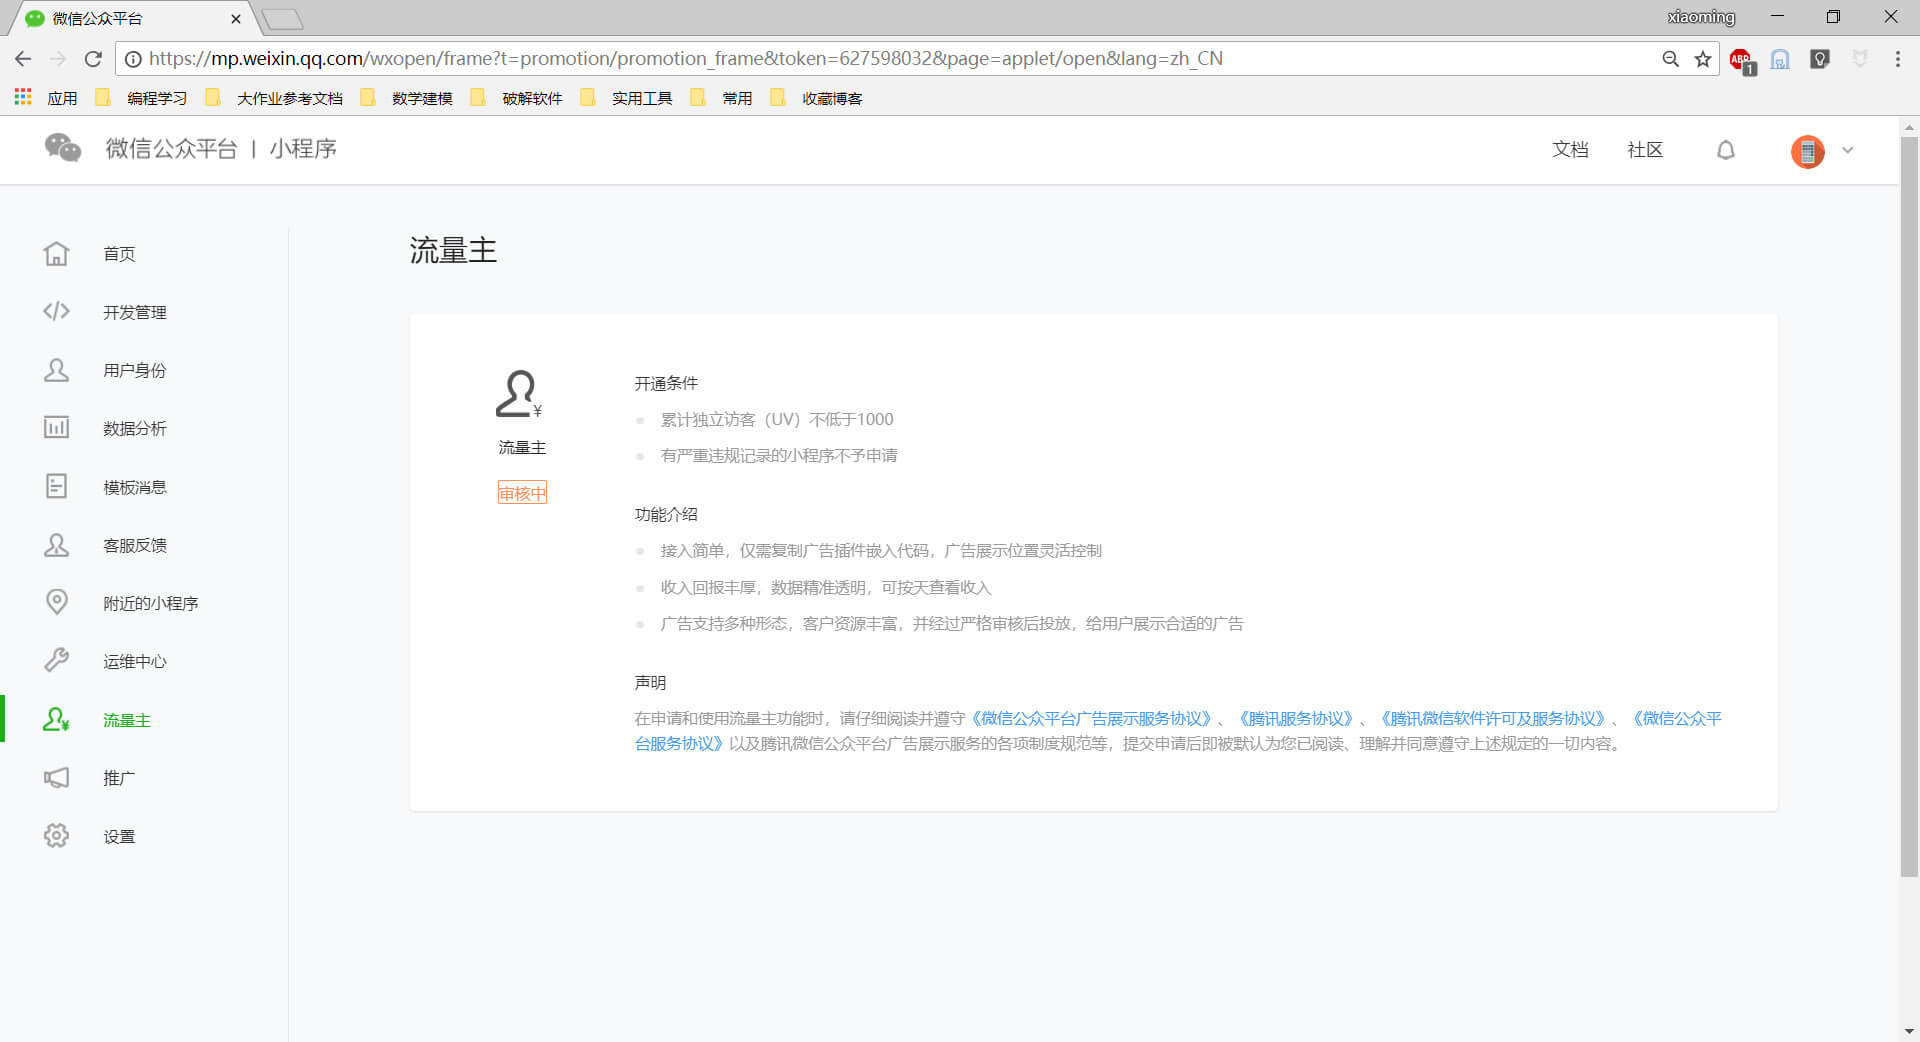 微信公众平台
xiaoming
https://mp.weixin.qq.com/wxopen/frame?t=promotion/promotion_frame&token=627598032&page=applet/open&lang=zh_CN
ABP
1
应用 编程学习 大作业参考文档 数学建模 破解软件 实用工具 常用 收藏博客
微信公众平台 | 小程序
文档 社区
首页
开发管理
用户身份
数据分析
模板消息
客服反馈
附近的小程序
运维中心
流量主
推广
设置
流量主
¥
流量主
审核中
开通条件
累计独立访客（UV）不低于1000
有严重违规记录的小程序不予申请
功能介绍
接入简单，仅需复制广告插件嵌入代码，广告展示位置灵活控制
收入回报丰厚，数据精准透明，可按天查看收入
广告支持多种形态，客户资源丰富，并经过严格审核后投放，给用户展示合适的广告
声明
在申请和使用流量主功能时，请仔细阅读并遵守《微信公众平台广告展示服务协议》、《腾讯服务协议》、《腾讯微信软件许可及服务协议》、《微信公众平
台服务协议》以及腾讯微信公众平台广告展示服务的各项制度规范等，提交申请后即被默认为您已阅读、理解并同意遵守上述规定的一切内容。